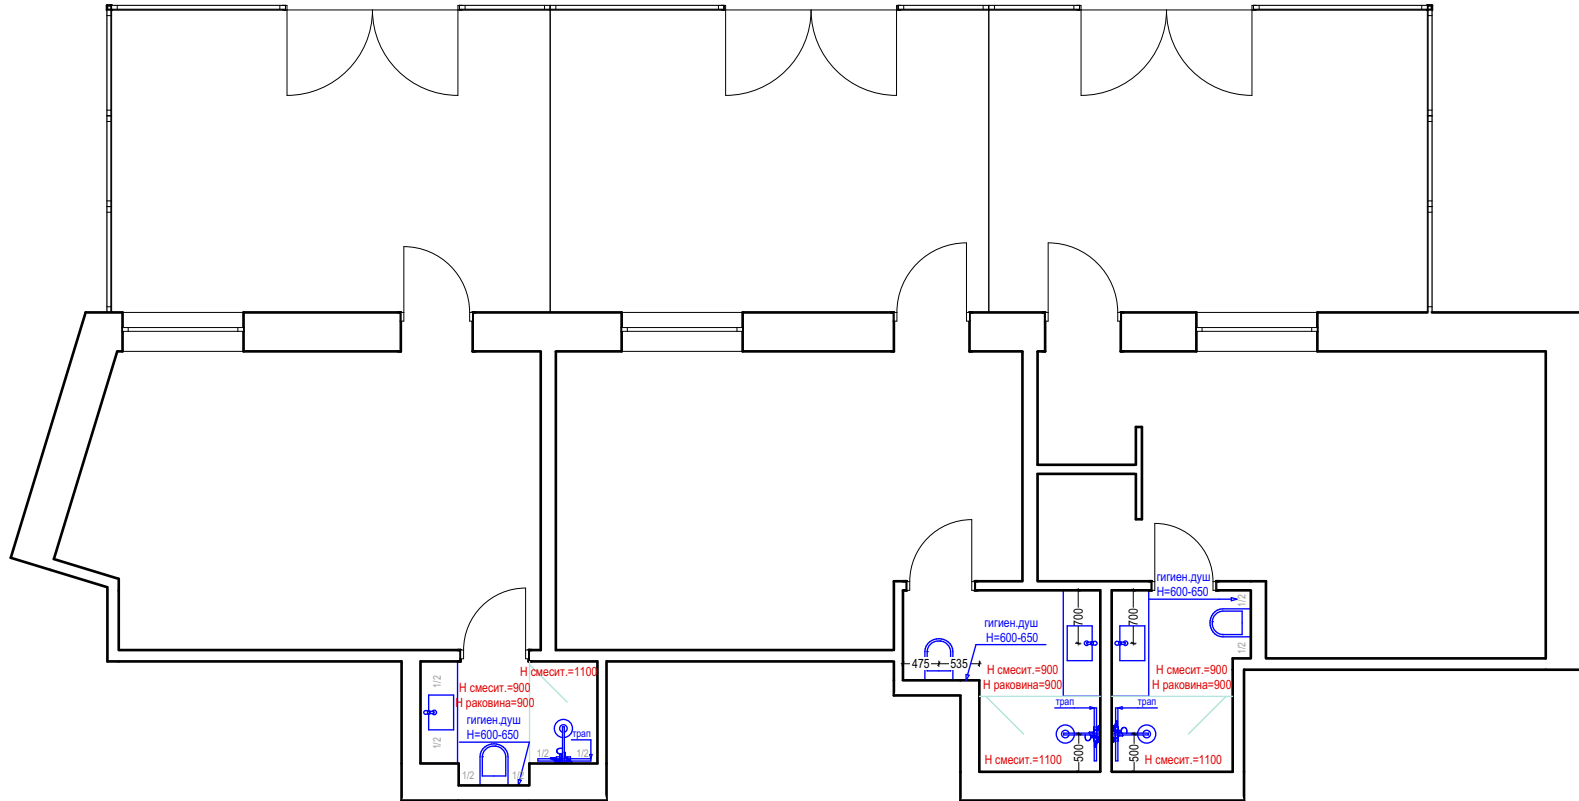 1/2
1/2
Н смесит.=1100
Н смесит.=900
Н раковина=900
гигиен.душ
Н=600-650
трап
1/2
1/2
1/2
1/2
гигиен.душ
Н=600-650
475
535
700
Н смесит.=900
Н раковина=900
трап
500
Н смесит.=1100
гигиен.душ
Н=600-650
1/2
1/2
700
Н смесит.=900
Н раковина=900
трап
500
Н смесит.=1100